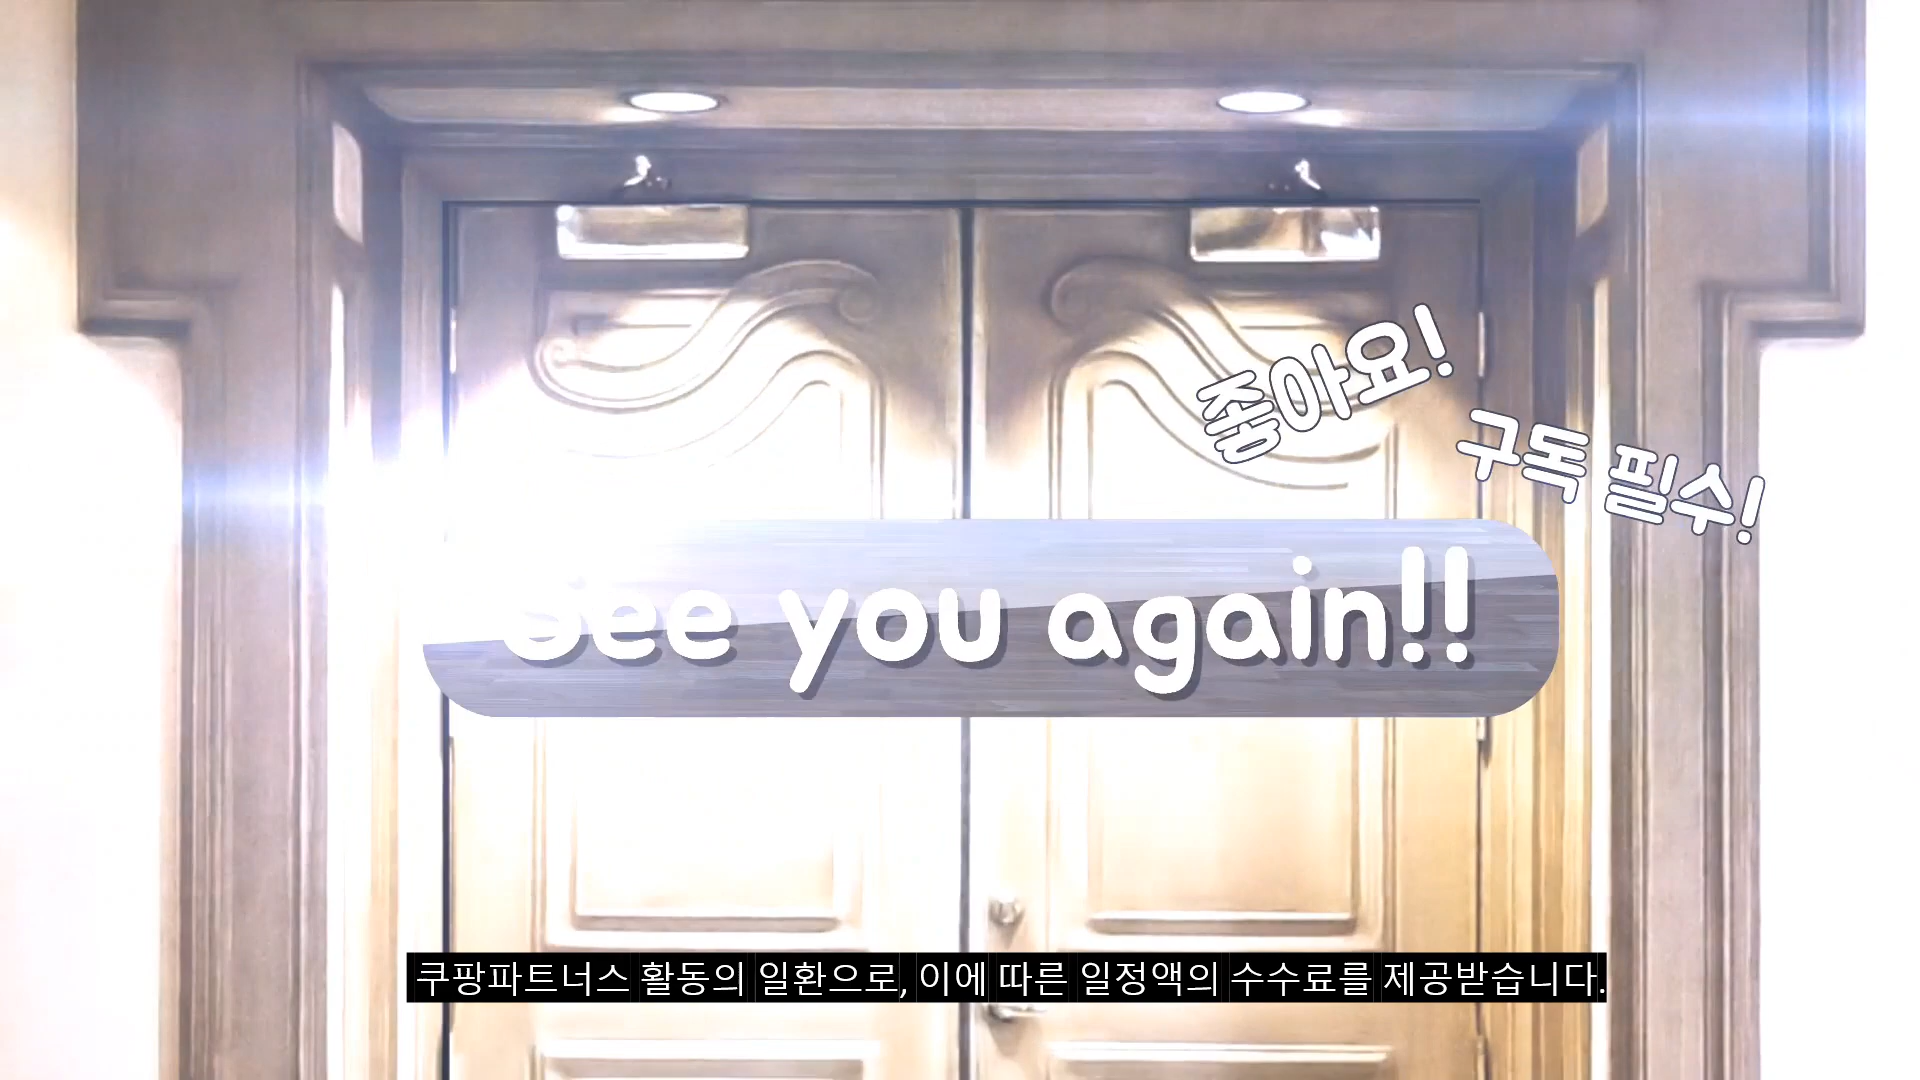 좋아요!
구독 필수!
See you again!!
쿠팡파트너스 활동의 일환으로, 이에 따른 일정액의 수수료를 제공받습니다.